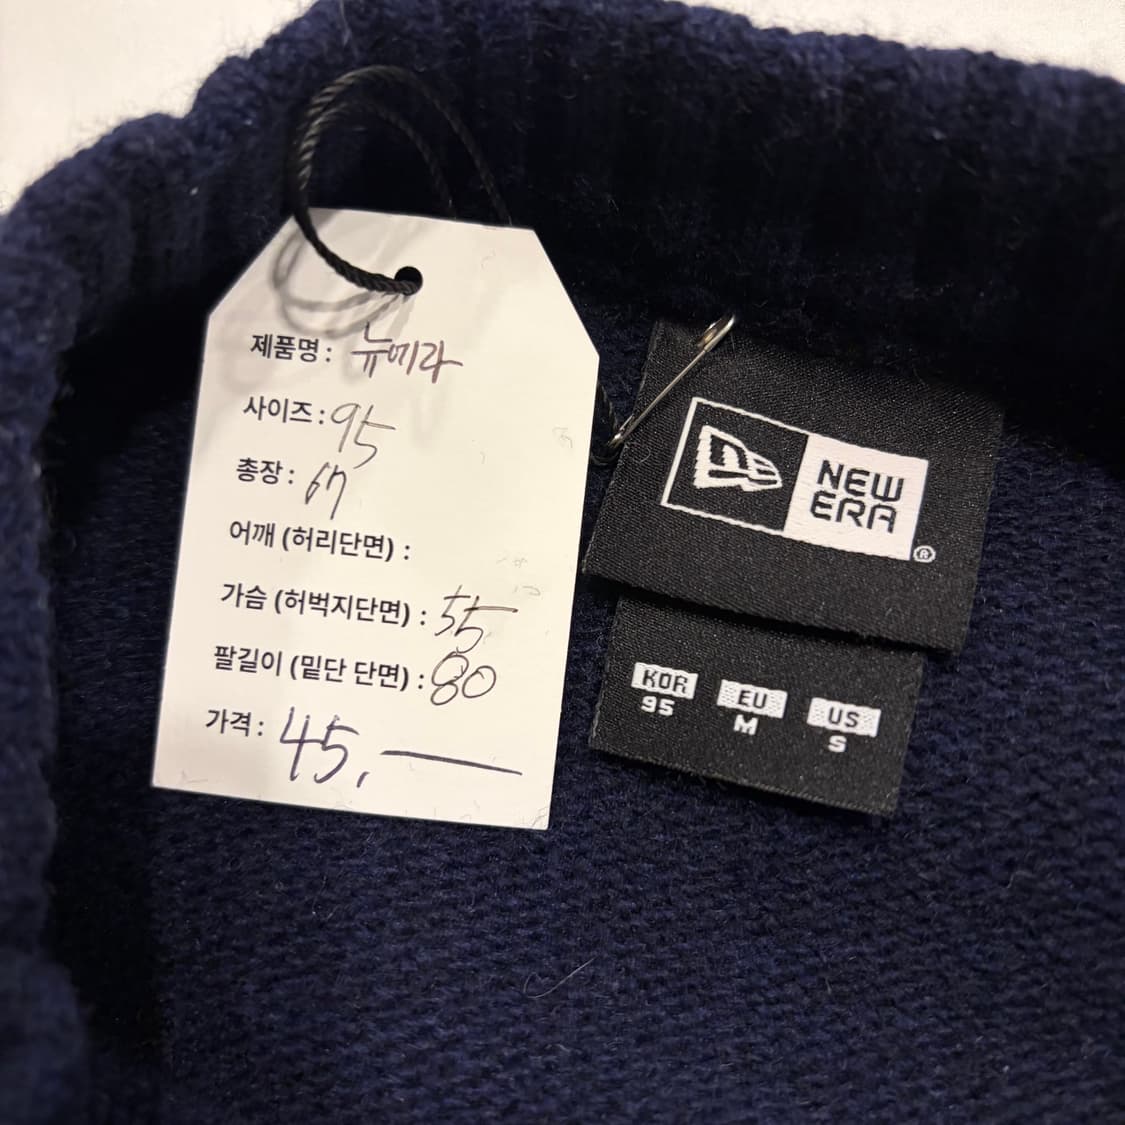 제품명 : 뉴에라
사이즈 : 95
총장 : 67
어깨 (허리단면) :
가슴 (허벅지단면) : 55
팔길이 (밑단 단면) : 80
가격 : 45,—
NEW
ERA
®
KOR EU US
95 M S